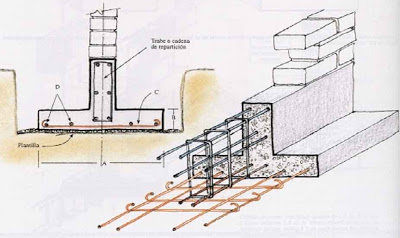 Trabe o cadena
de repartición
D
C
B
Plantilla
A